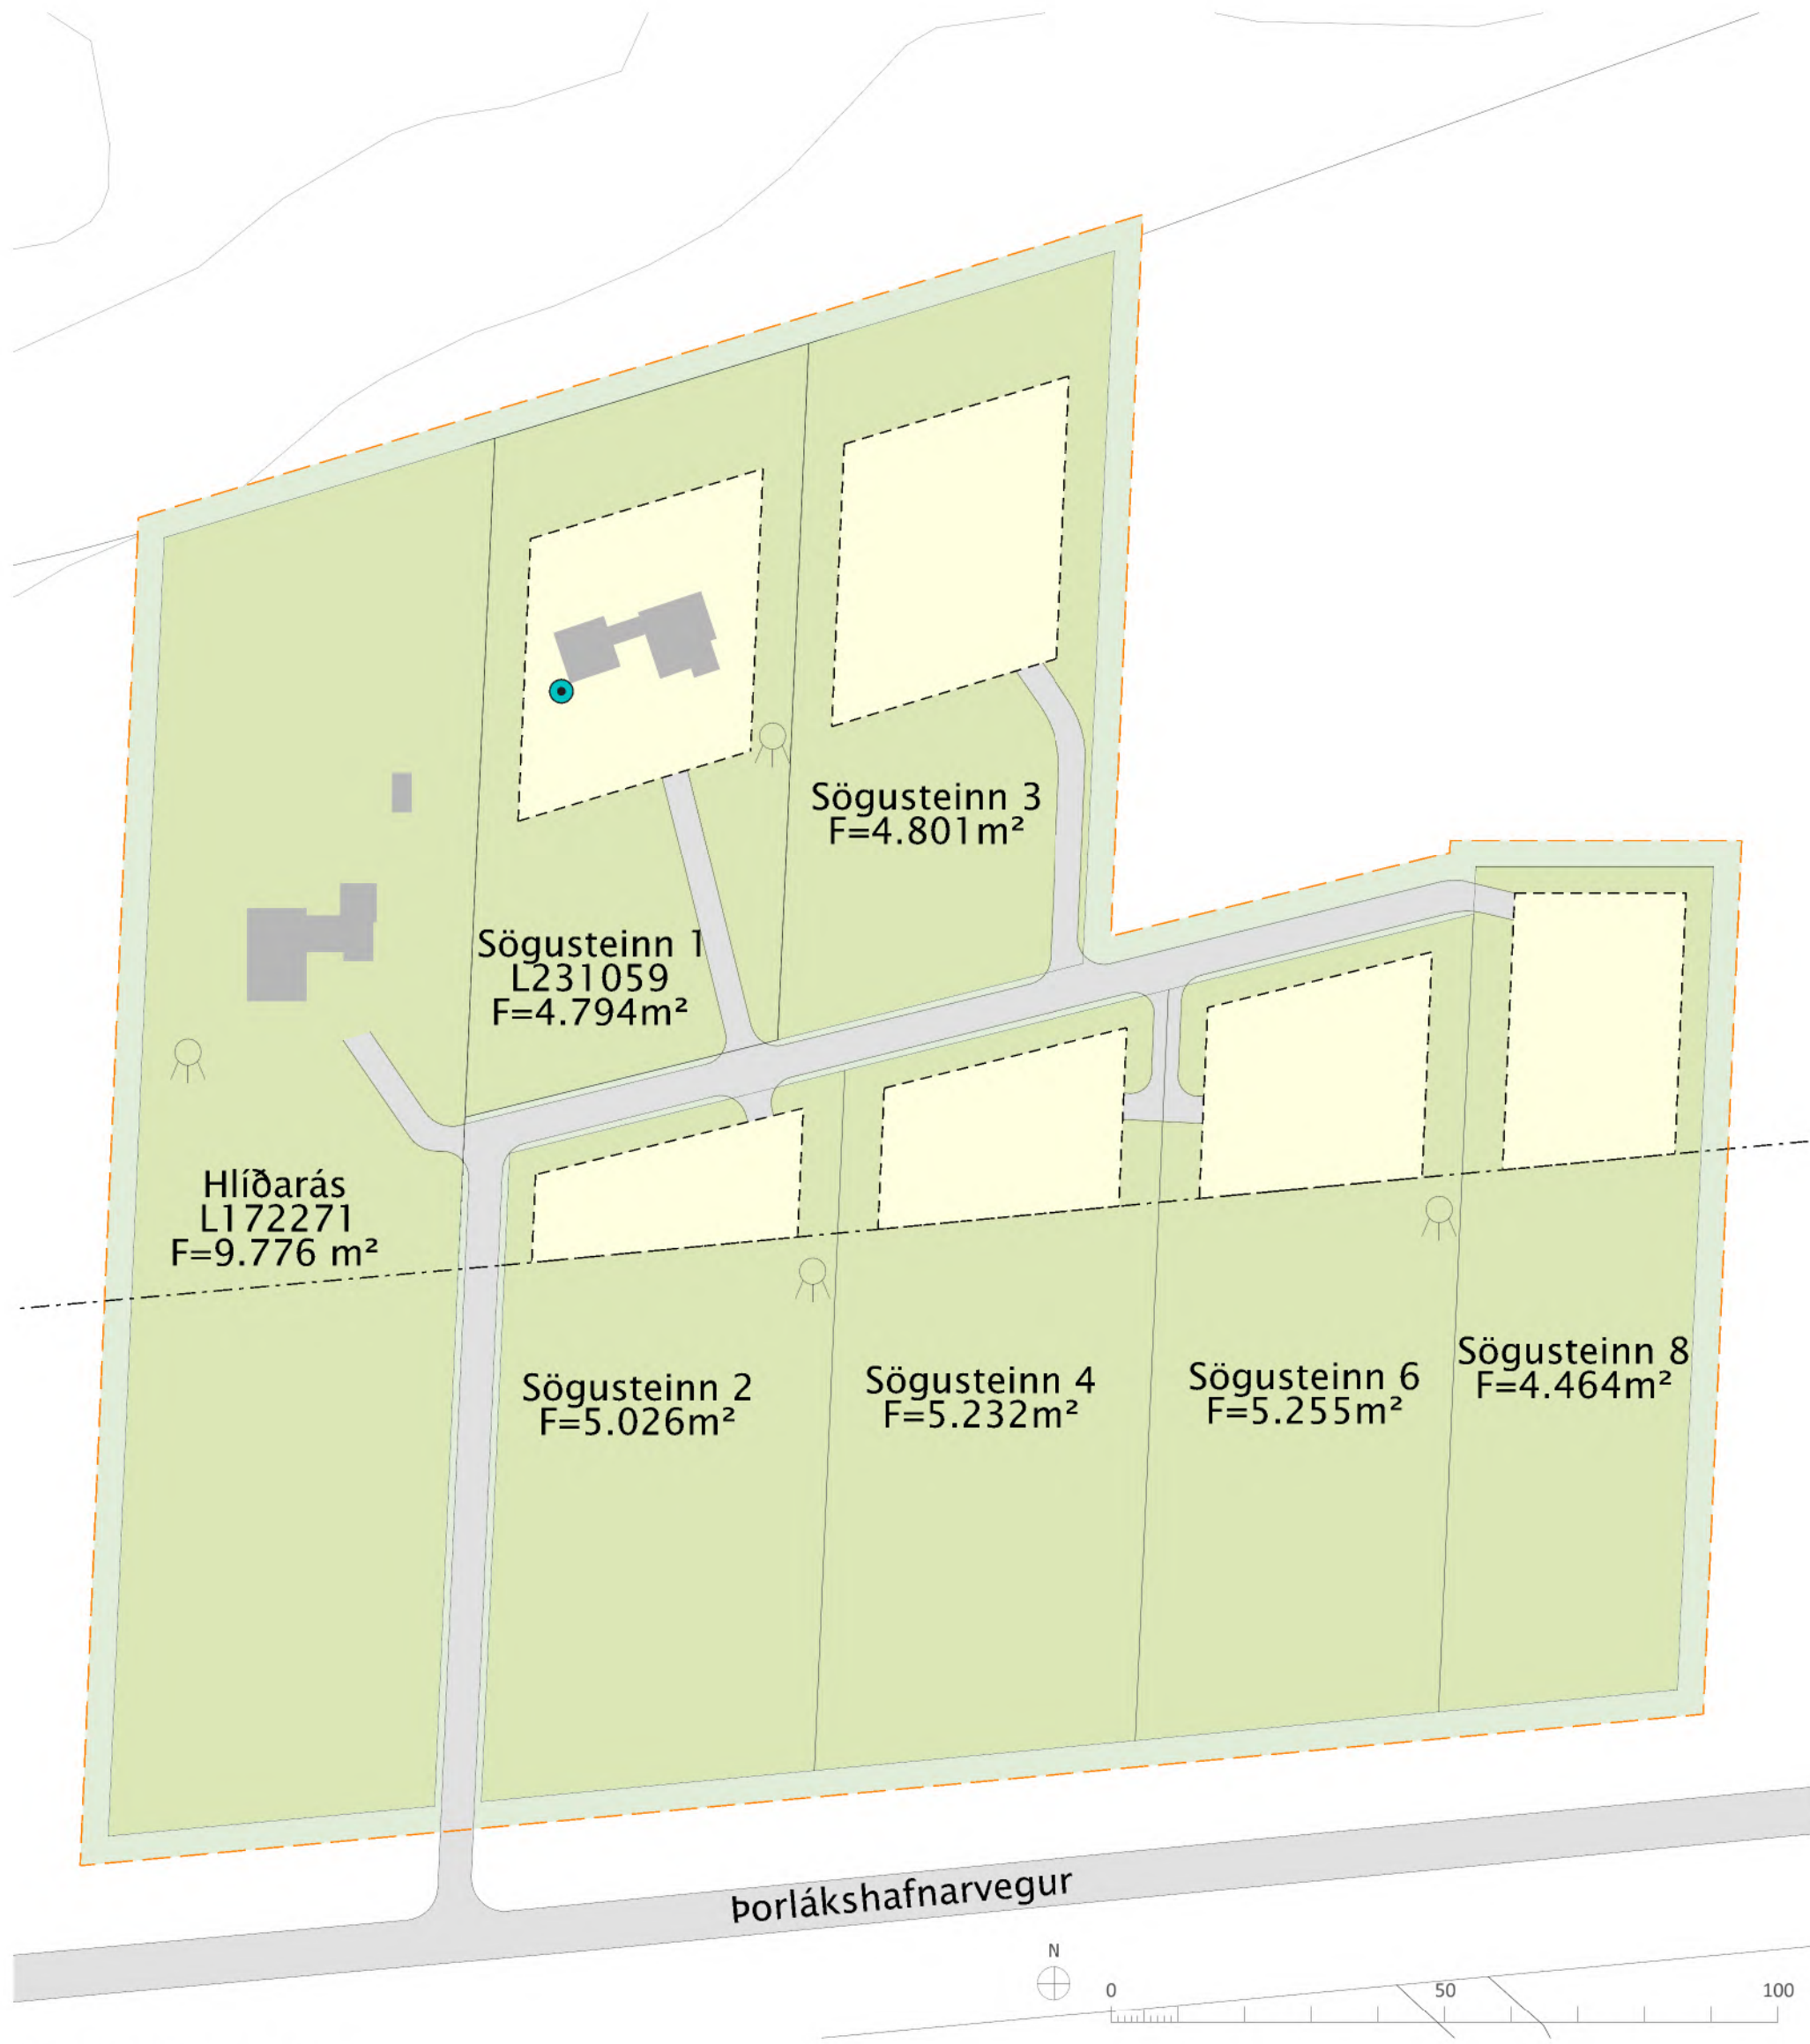 Sögusteinn 3
F=4.801m²
Sögusteinn 1
L231059
F=4.794m²
Hlíðarás
L172271
F=9.776 m²
Sögusteinn 2
F=5.026m²
Sögusteinn 4
F=5.232m²
Sögusteinn 6
F=5.255m²
Sögusteinn 8
F=4.464m²
Þorlákshafnarvegur
N
0 50 100